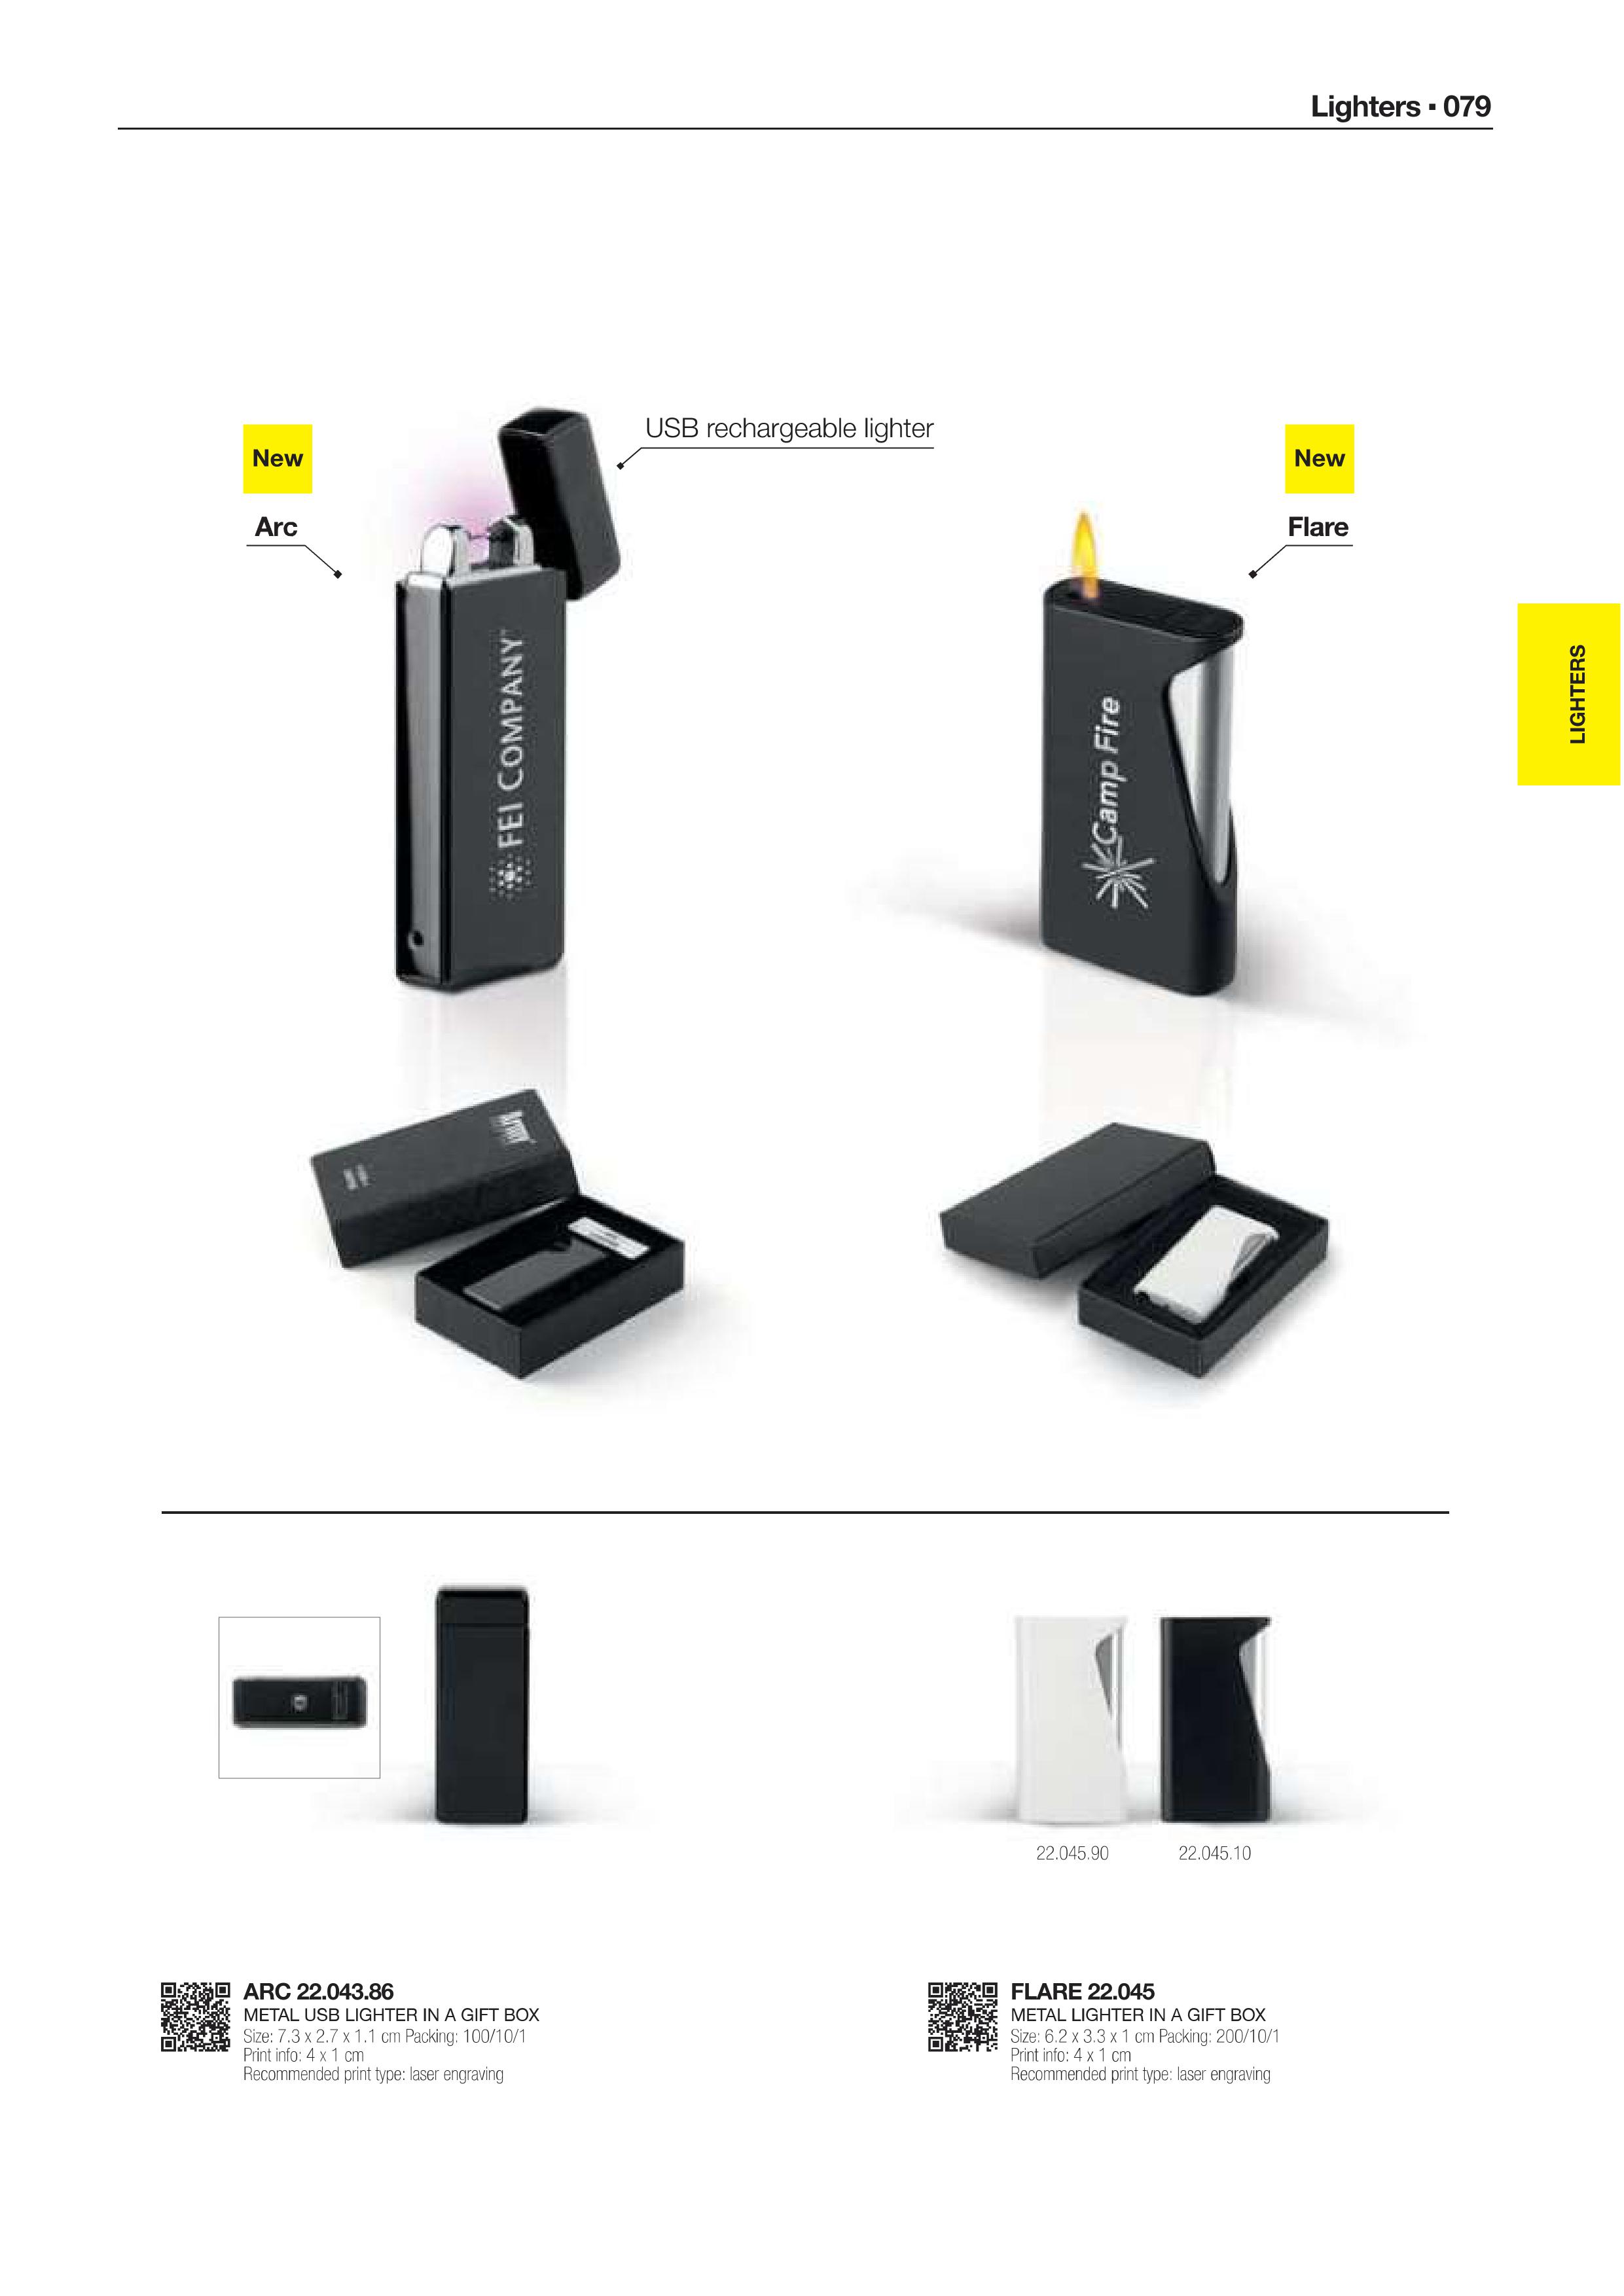 Lighters ▪ 079
New
Arc
USB rechargeable lighter
New
Flare
LIGHTERS
FEI COMPANY
Camp Fire
22.045.90
22.045.10
ARC 22.043.86
METAL USB LIGHTER IN A GIFT BOX
Size: 7.3 x 2.7 x 1.1 cm Packing: 100/10/1
Print info: 4 x 1 cm
Recommended print type: laser engraving
FLARE 22.045
METAL LIGHTER IN A GIFT BOX
Size: 6.2 x 3.3 x 1 cm Packing: 200/10/1
Print info: 4 x 1 cm
Recommended print type: laser engraving